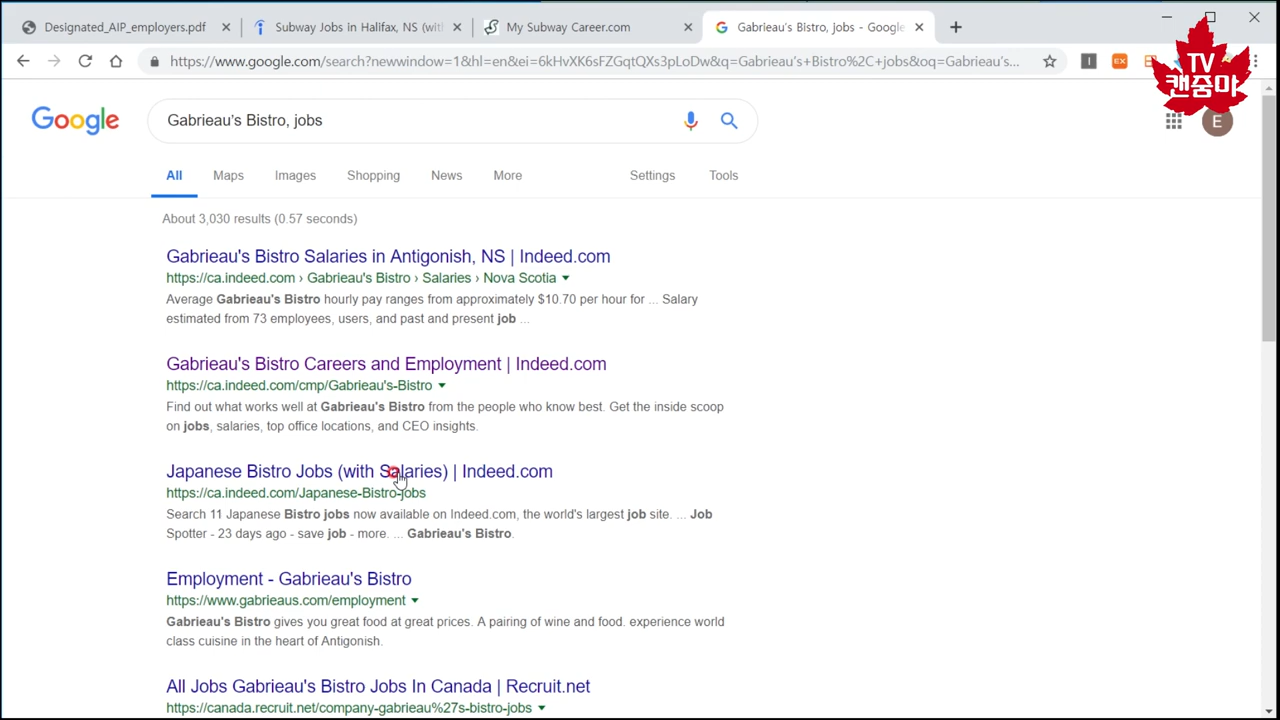 Designated_AIP_employers.pdf
Subway Jobs in Halifax, NS (with
My Subway Career.com
Gabrieau's Bistro, jobs - Google
https://www.google.com/search?newwindow=1&hl=en&ei=6kHvXK6sFZGqtQXs3pLoDw&q=Gabrieau's+Bistro%2C+jobs&oq=Gabrieau's...
EX
TV
캔줌마
E
Google
Gabrieau's Bistro, jobs
All
Maps
Images
Shopping
News
More
Settings
Tools
About 3,030 results (0.57 seconds)
Gabrieau's Bistro Salaries in Antigonish, NS | Indeed.com
https://ca.indeed.com › Gabrieau's Bistro › Salaries › Nova Scotia
Average Gabrieau's Bistro hourly pay ranges from approximately $10.70 per hour for ... Salary
estimated from 73 employees, users, and past and present job ...
Gabrieau's Bistro Careers and Employment | Indeed.com
https://ca.indeed.com/cmp/Gabrieau's-Bistro
Find out what works well at Gabrieau's Bistro from the people who know best. Get the inside scoop
on jobs, salaries, top office locations, and CEO insights.
Japanese Bistro Jobs (with Salaries) | Indeed.com
https://ca.indeed.com/Japanese-Bistro-jobs
Search 11 Japanese Bistro jobs now available on Indeed.com, the world's largest job site. ... Job
Spotter - 23 days ago - save job - more. ... Gabrieau's Bistro.
Employment - Gabrieau's Bistro
https://www.gabrieaus.com/employment
Gabrieau's Bistro gives you great food at great prices. A pairing of wine and food. experience world
class cuisine in the heart of Antigonish.
All Jobs Gabrieau's Bistro Jobs In Canada | Recruit.net
https://canada.recruit.net/company-gabrieau%27s-bistro-jobs